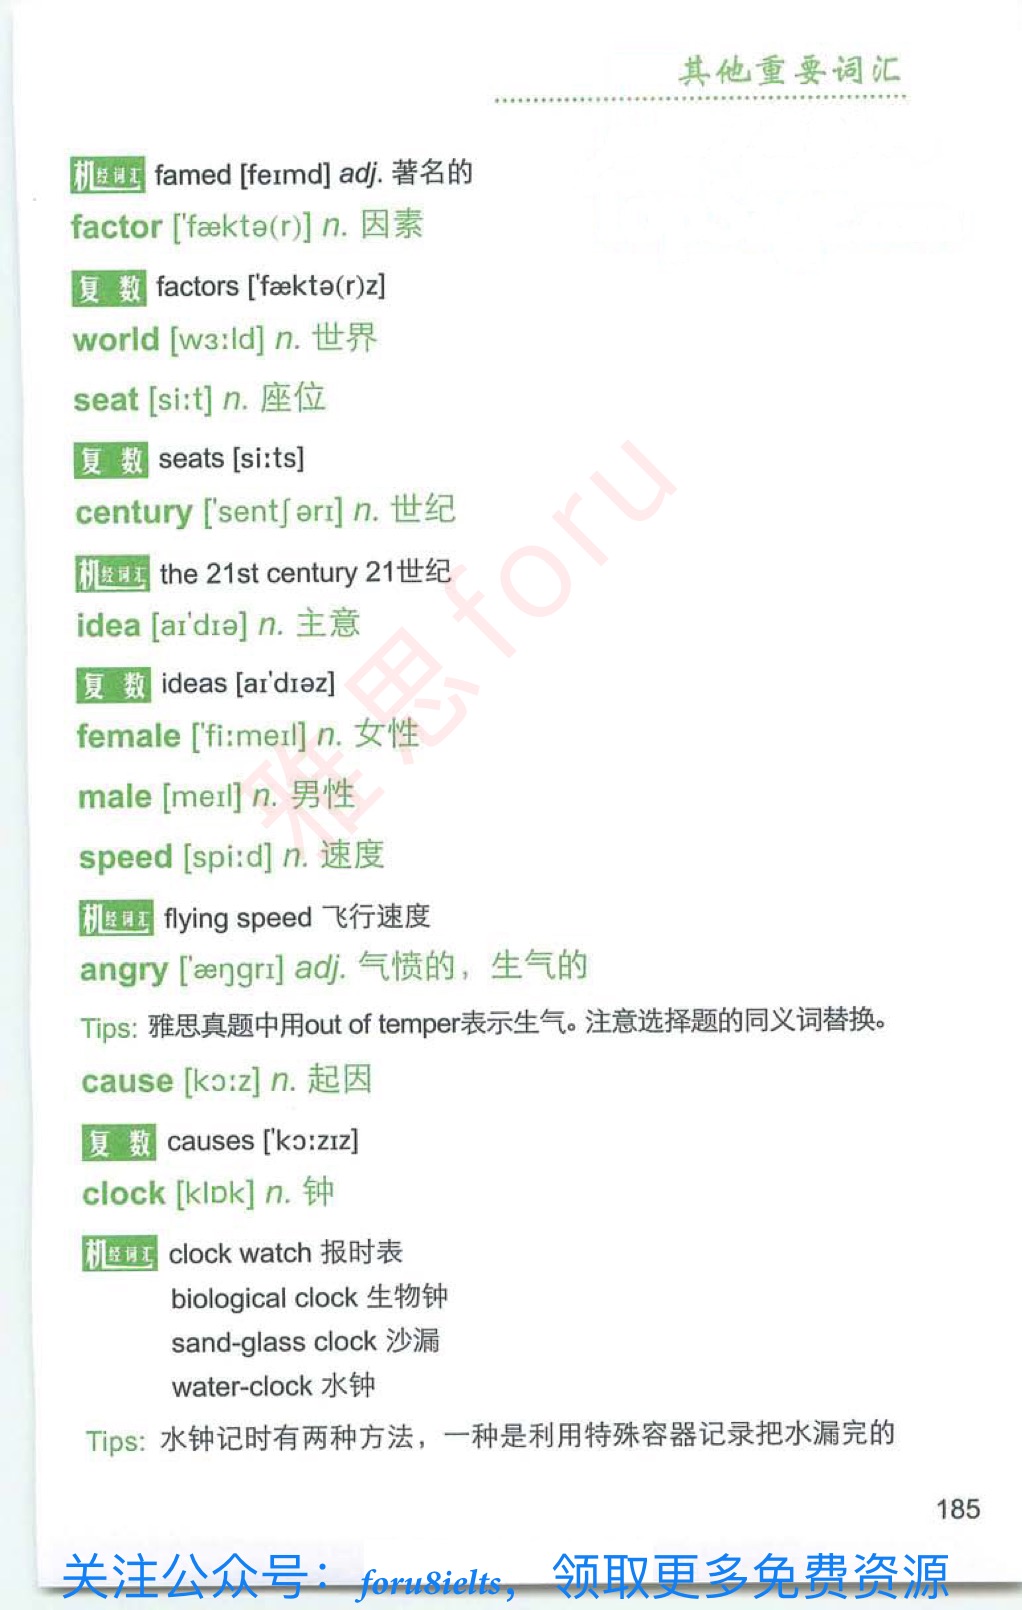 其他重要词汇
机经词汇 famed [feɪmd] adj. 著名的
factor ['fæktə(r)] n. 因素
复 数 factors ['fæktə(r)z]
world [wɜːld] n. 世界
seat [siːt] n. 座位
复 数 seats [siːts]
century ['sentʃərɪ] n. 世纪
机经词汇 the 21st century 21世纪
idea [aɪ'dɪə] n. 主意
复 数 ideas [aɪ'dɪəz]
female ['fiːmeɪl] n. 女性
male [meɪl] n. 男性
speed [spiːd] n. 速度
机经词汇 flying speed 飞行速度
angry ['æŋgrɪ] adj. 气愤的，生气的
Tips: 雅思真题中用out of temper表示生气。注意选择题的同义词替换。
cause [kɔːz] n. 起因
复 数 causes ['kɔːzɪz]
clock [klɒk] n. 钟
机经词汇 clock watch 报时表
biological clock 生物钟
sand-glass clock 沙漏
water-clock 水钟
Tips: 水钟记时有两种方法，一种是利用特殊容器记录把水漏完的
185
雅思foru
关注公众号：foru8ielts，领取更多免费资源